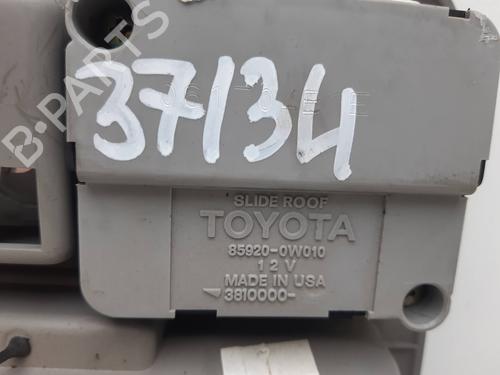 37134
B-PARTS
SLIDE ROOF
TOYOTA
85920-0W010
12V
MADE IN USA
3810000-